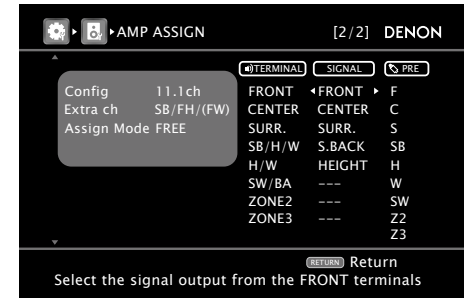 AMP ASSIGN [2/2] DENON
TERMINAL SIGNAL PRE
Config 11.1ch
Extra ch SB/FH/(FW)
Assign Mode FREE
FRONT FRONT F
CENTER CENTER C
SURR. SURR. S
SB/H/W S.BACK SB
H/W HEIGHT H
SW/BA --- W
ZONE2 --- SW
ZONE3 --- Z2
Z3
RETURN Return
Select the signal output from the FRONT terminals